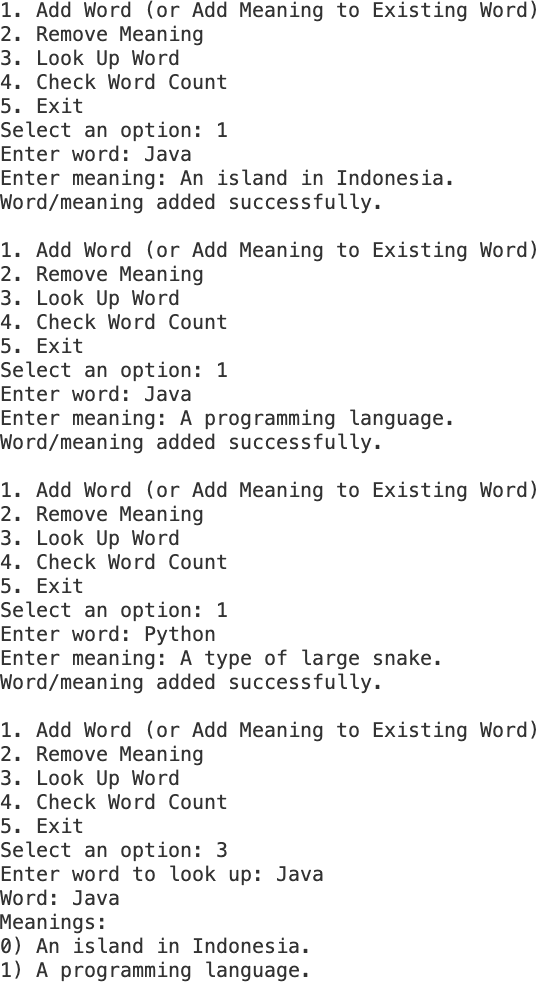 1. Add Word (or Add Meaning to Existing Word)
2. Remove Meaning
3. Look Up Word
4. Check Word Count
5. Exit
Select an option: 1
Enter word: Java
Enter meaning: An island in Indonesia.
Word/meaning added successfully.

1. Add Word (or Add Meaning to Existing Word)
2. Remove Meaning
3. Look Up Word
4. Check Word Count
5. Exit
Select an option: 1
Enter word: Java
Enter meaning: A programming language.
Word/meaning added successfully.

1. Add Word (or Add Meaning to Existing Word)
2. Remove Meaning
3. Look Up Word
4. Check Word Count
5. Exit
Select an option: 1
Enter word: Python
Enter meaning: A type of large snake.
Word/meaning added successfully.

1. Add Word (or Add Meaning to Existing Word)
2. Remove Meaning
3. Look Up Word
4. Check Word Count
5. Exit
Select an option: 3
Enter word to look up: Java
Word: Java
Meanings:
0) An island in Indonesia.
1) A programming language.